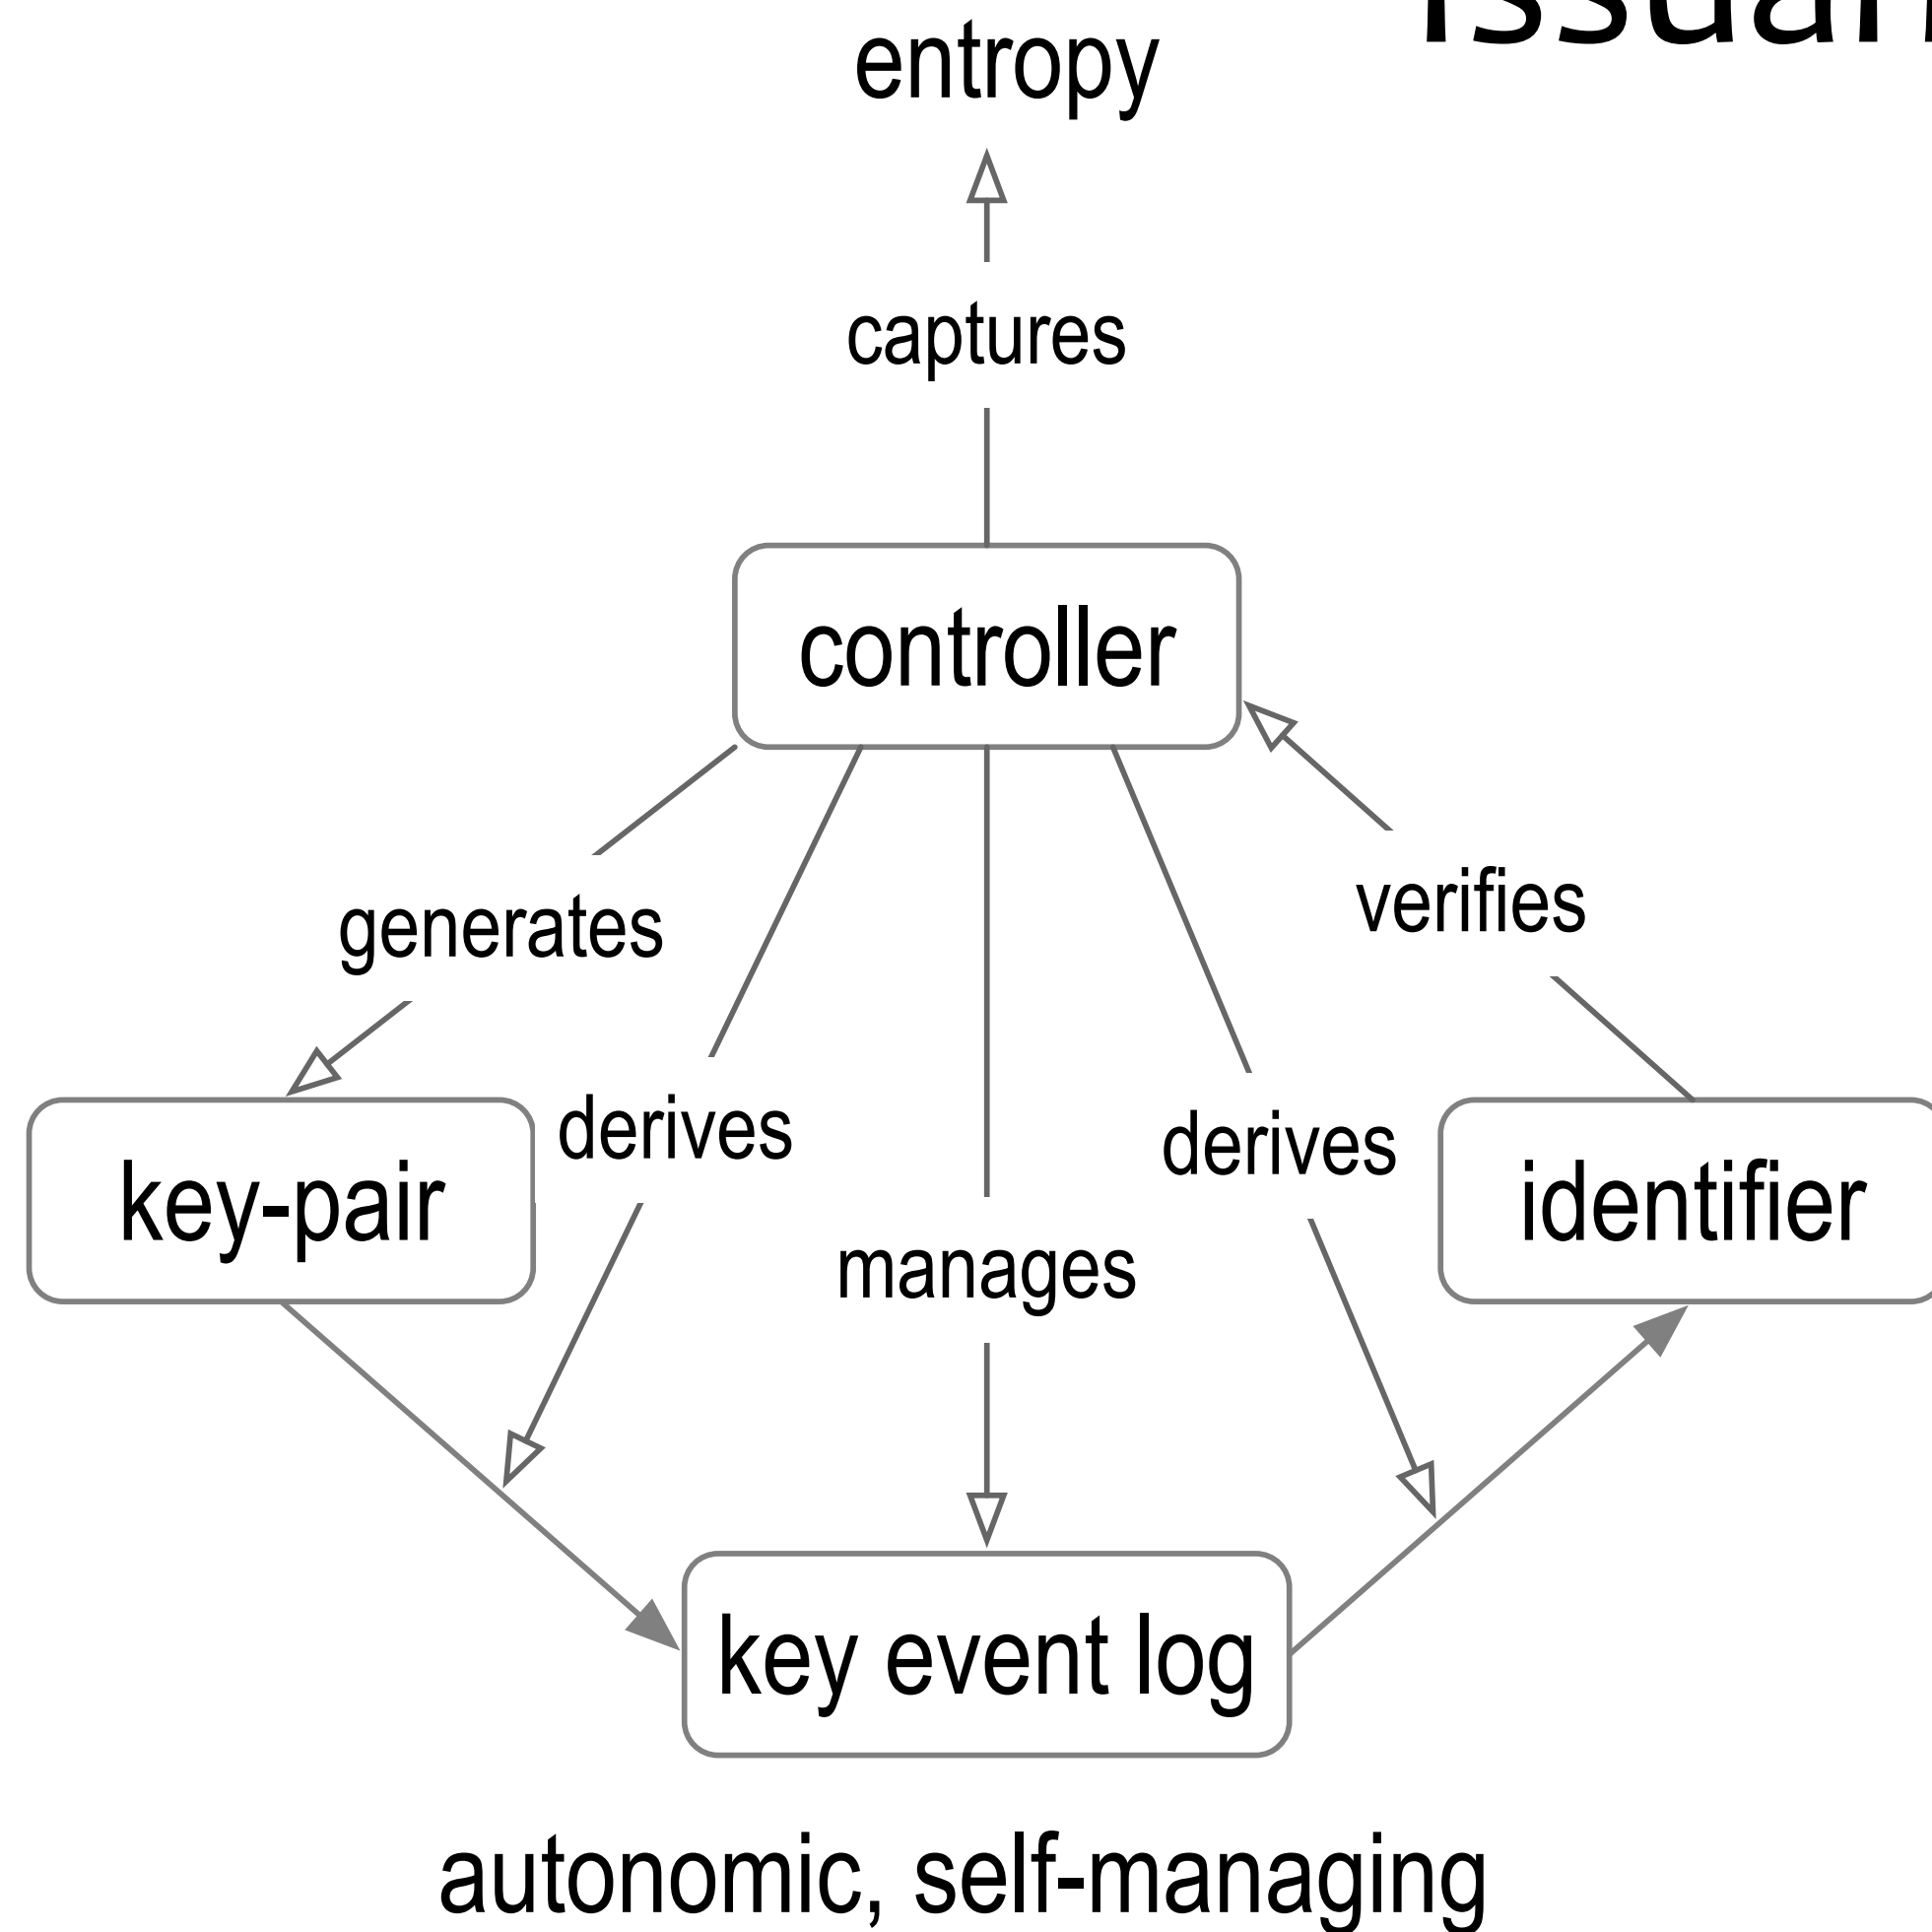 entropy
captures
controller
generates
verifies
derives
derives
key-pair
identifier
manages
key event log
autonomic, self-managing